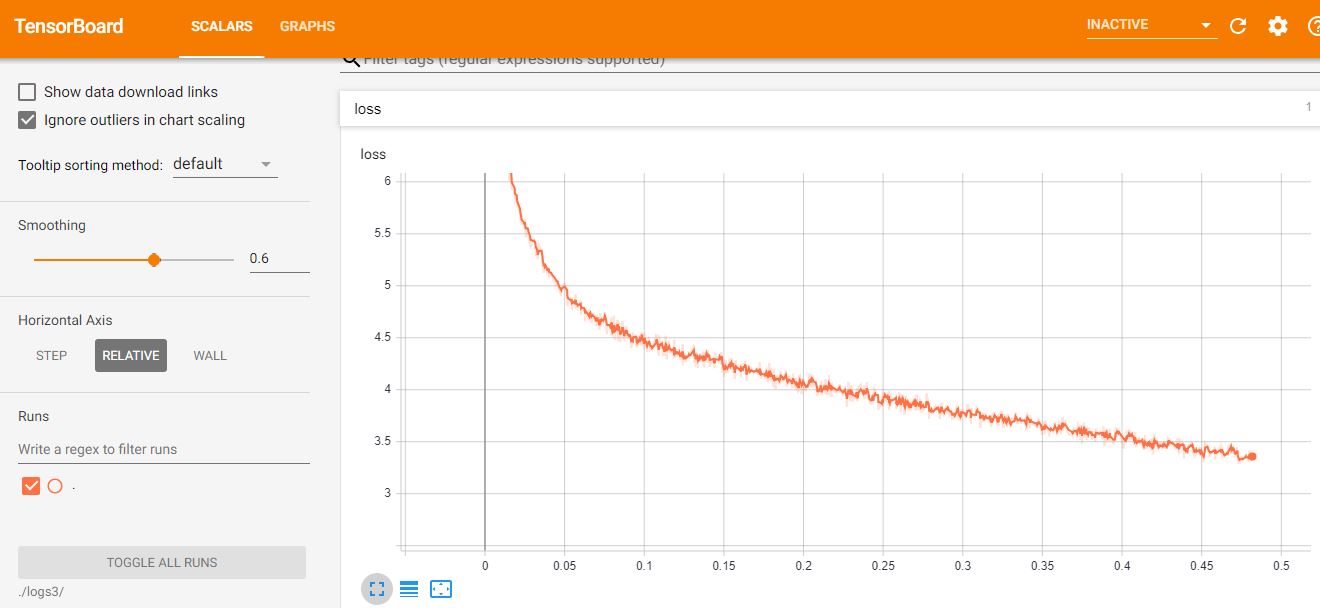 TensorBoard SCALARS GRAPHS INACTIVE
Filter tags (regular expressions supported)
Show data download links
Ignore outliers in chart scaling
Tooltip sorting method: default
Smoothing
0.6
Horizontal Axis
STEP RELATIVE WALL
Runs
Write a regex to filter runs
.
TOGGLE ALL RUNS
./logs3/
loss 1
loss
6
5.5
5
4.5
4
3.5
3
0 0.05 0.1 0.15 0.2 0.25 0.3 0.35 0.4 0.45 0.5